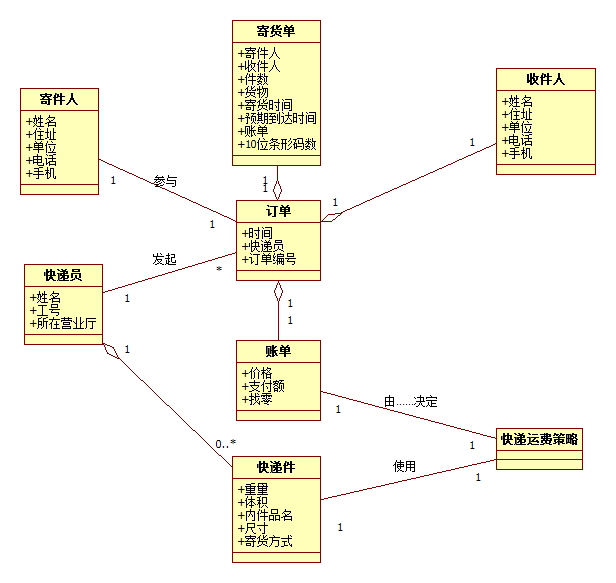 寄货单
+寄件人
+收件人
+件数
+货物
+寄货时间
+预期到达时间
+账单
+10位条形码数
寄件人
+姓名
+住址
+单位
+电话
+手机
收件人
+姓名
+住址
+单位
+电话
+手机
1
参与
1
1
1
1
1
订单
+时间
+快递员
+订单编号
快递员
+姓名
+工号
+所在营业厅
发起
1
*
1
1
1
0..*
账单
+价格
+支付额
+找零
1
由......决定
1
快递运费策略
快递件
+重量
+体积
+内件品名
+尺寸
+寄货方式
使用
1
1